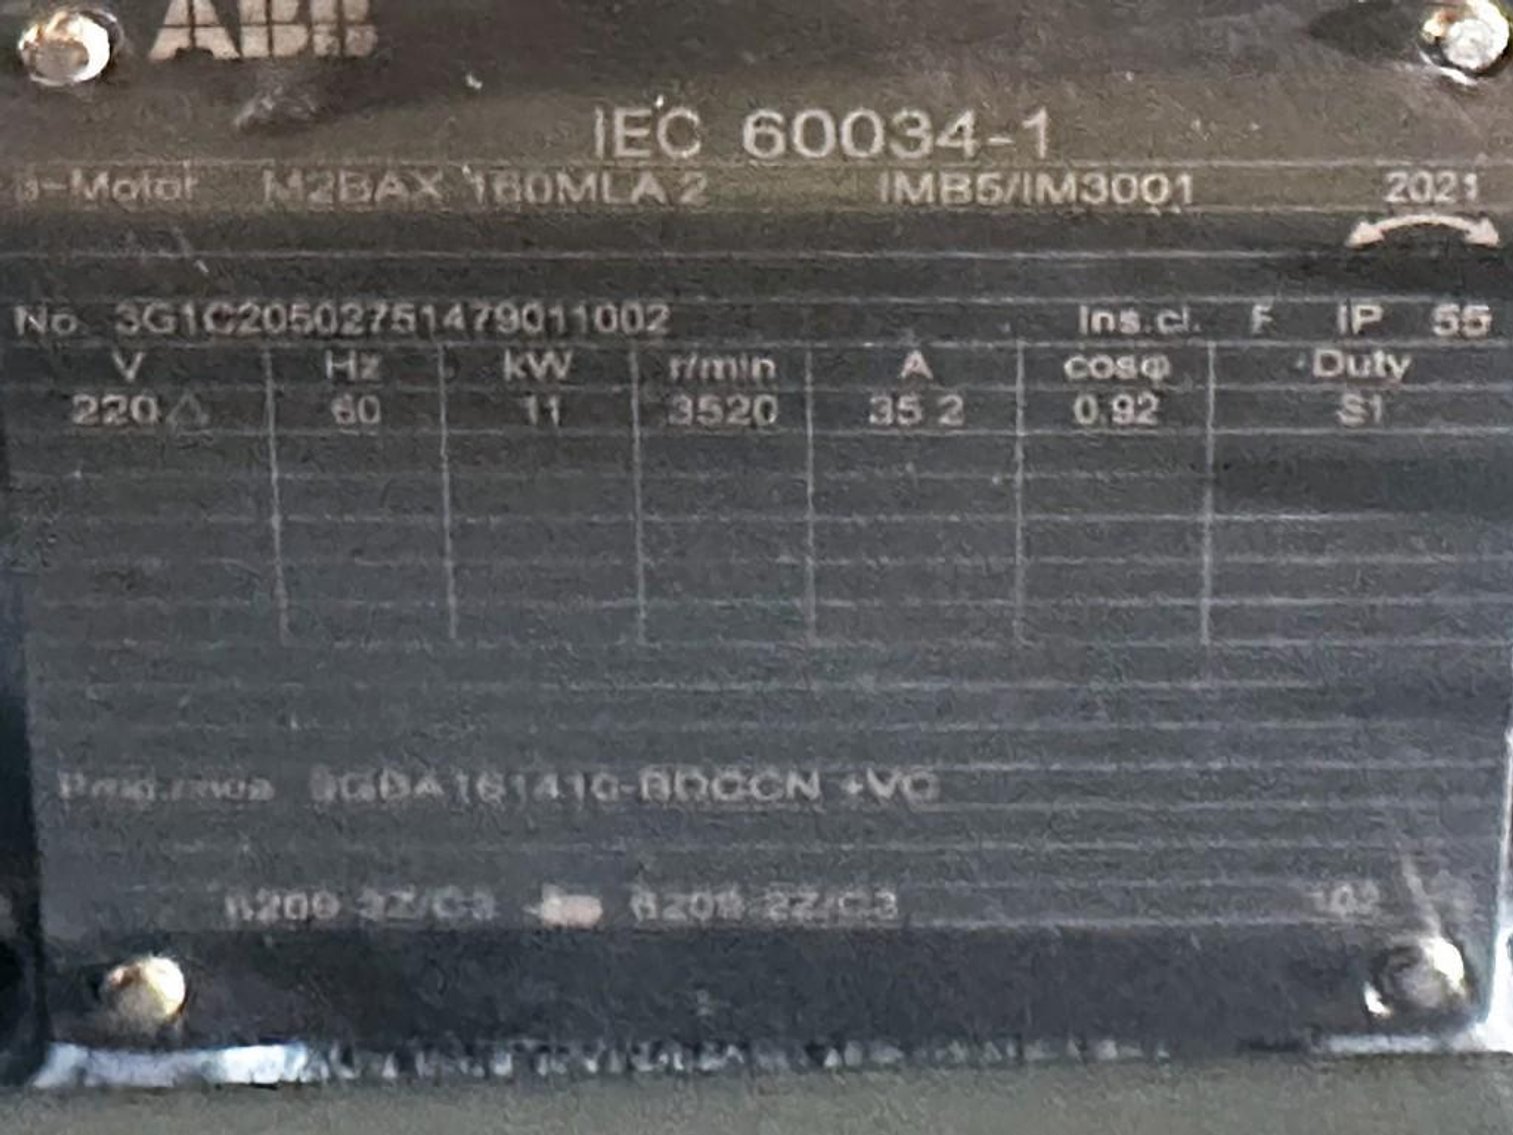 ABB
IEC 60034-1
3~Motor M2BAX 160MLA 2 IMB5/IM3001 2021
No. 3G1C20502751479011002 Ins.cl. F IP 55
V Hz kW r/min A cosφ Duty
220 △ 60 11 3520 35.2 0.92 S1
6209-2Z/C3 6209-2Z/C3